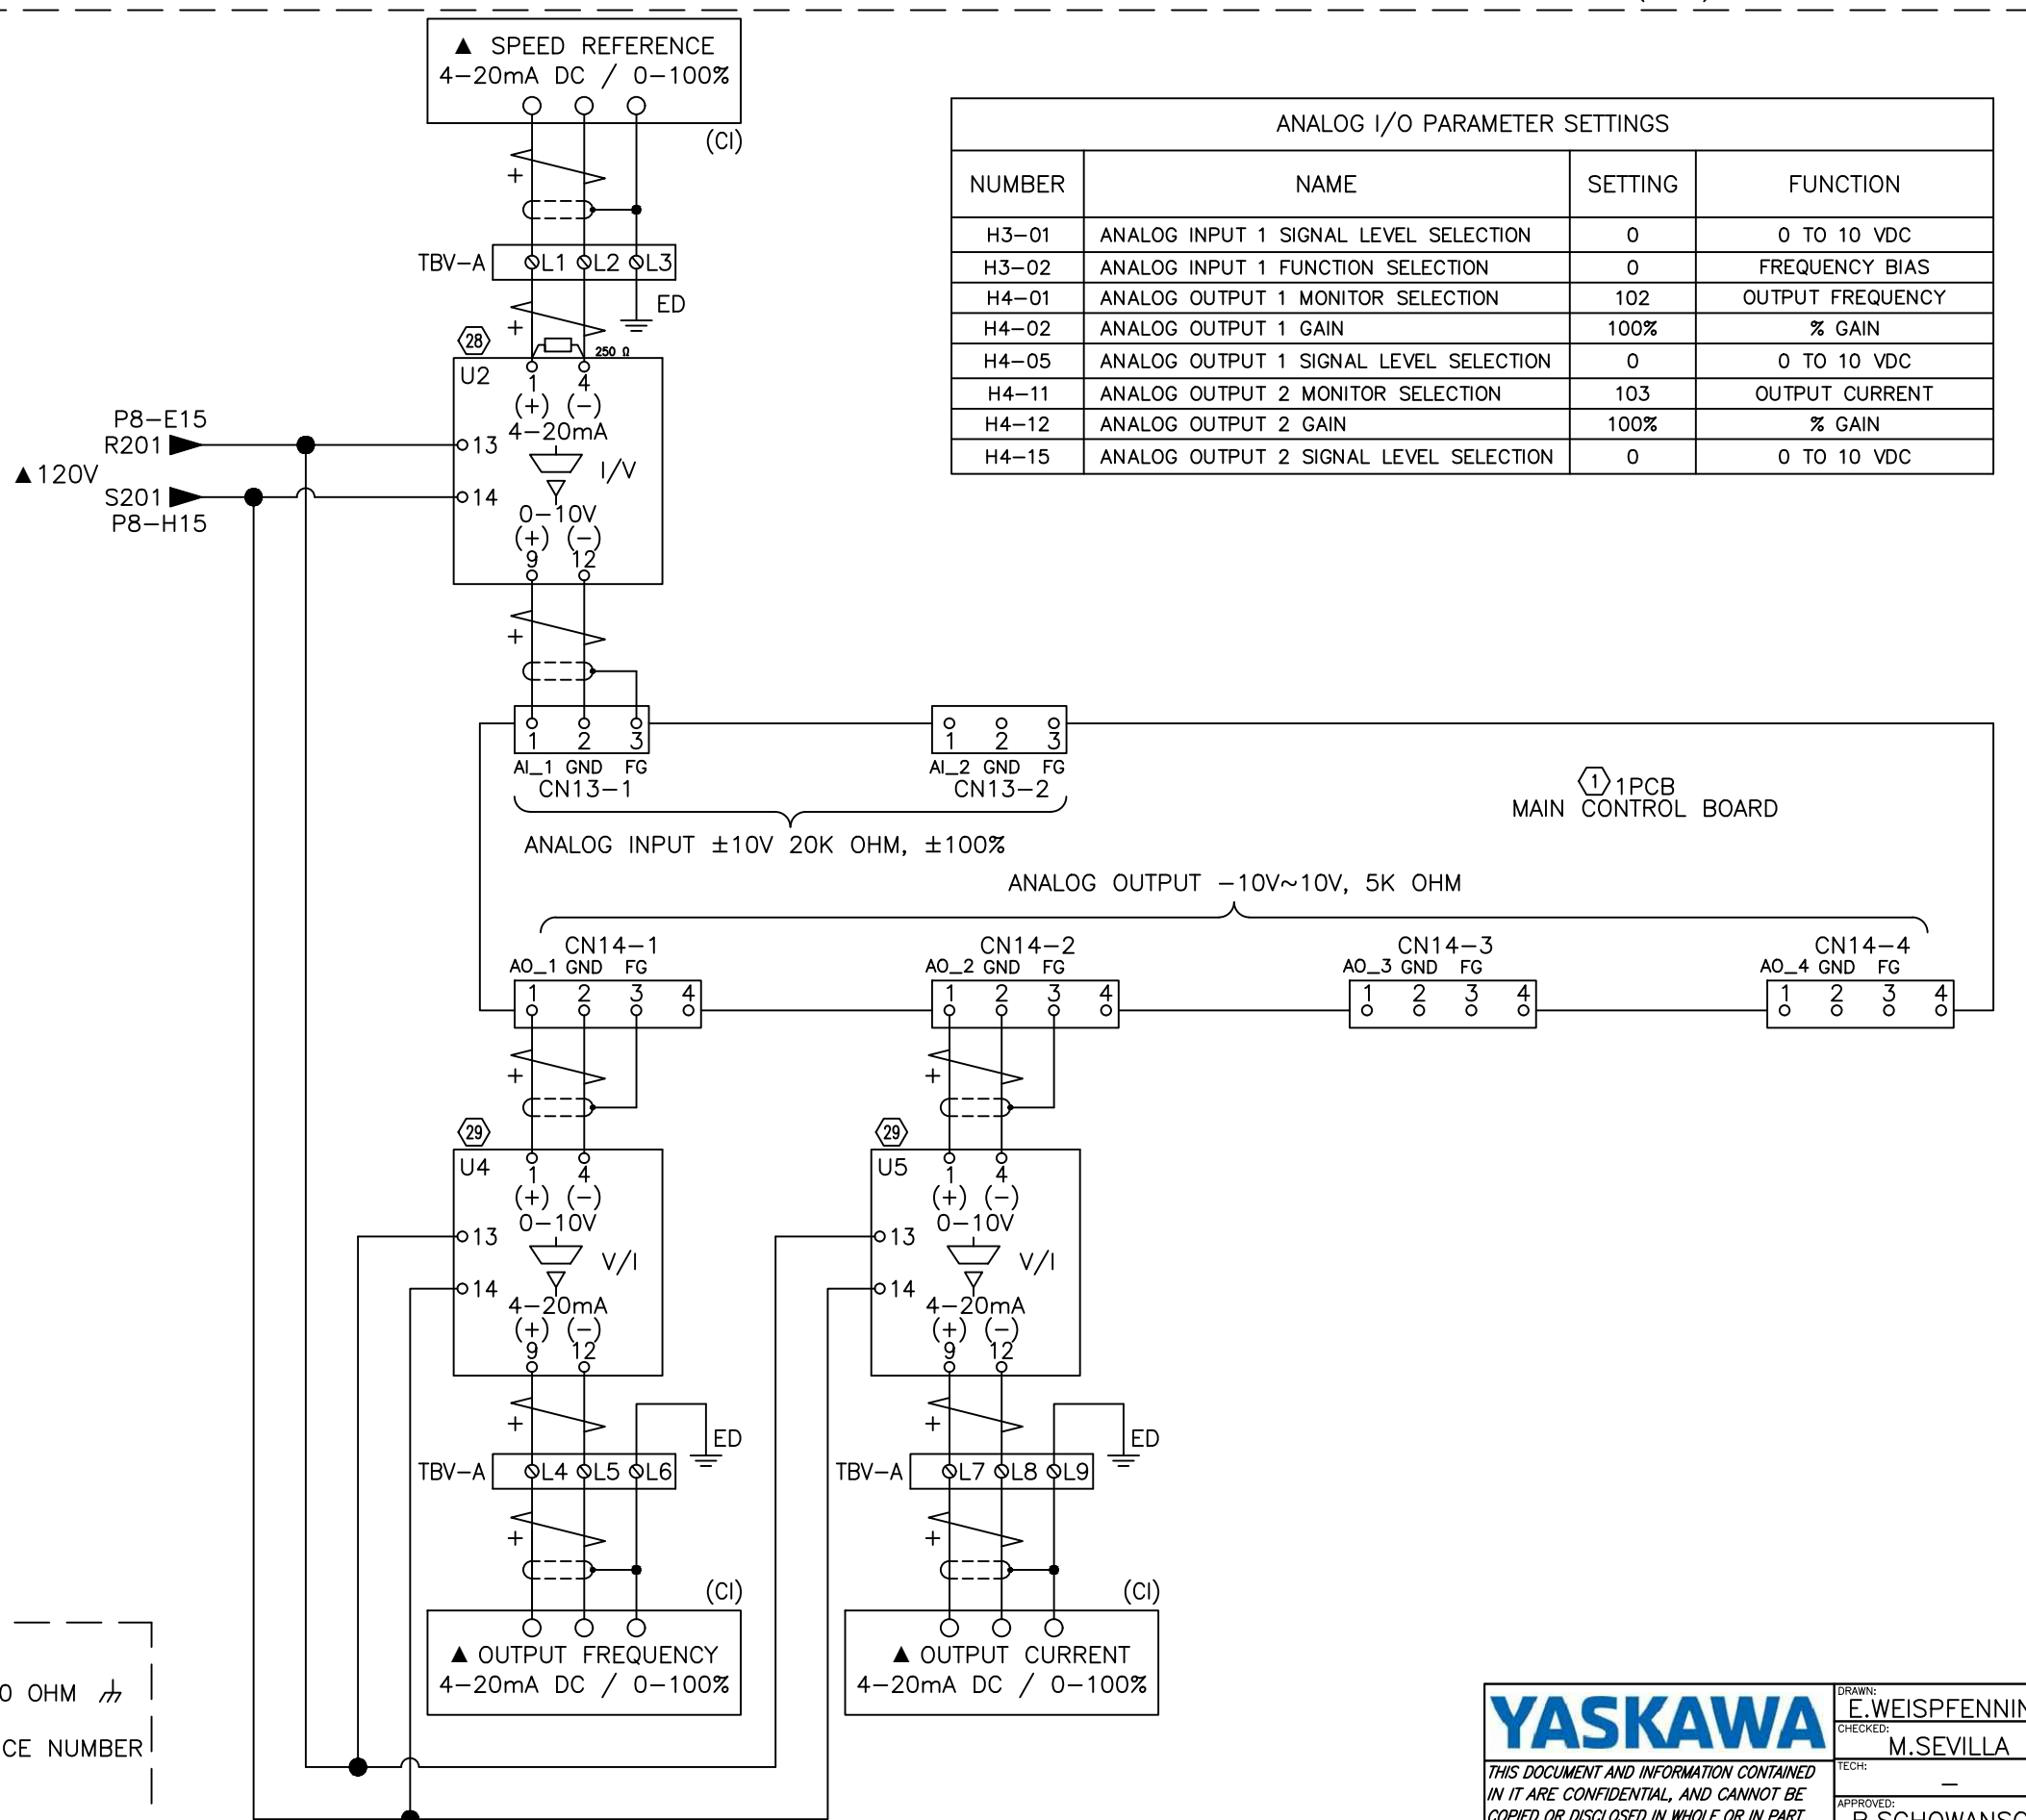 ▲ SPEED REFERENCE
4-20mA DC / 0-100%
(CI)
+
TBV-A L1 L2 L3
ED
+
28
250 Ω
U2 1 4
(+) (-)
4-20mA
I/V
0-10V
(+) (-)
9 12
13
14
P8-E15
R201
▲120V
S201
P8-H15
ANALOG I/O PARAMETER SETTINGS
NUMBER NAME SETTING FUNCTION
H3-01 ANALOG INPUT 1 SIGNAL LEVEL SELECTION 0 0 TO 10 VDC
H3-02 ANALOG INPUT 1 FUNCTION SELECTION 0 FREQUENCY BIAS
H4-01 ANALOG OUTPUT 1 MONITOR SELECTION 102 OUTPUT FREQUENCY
H4-02 ANALOG OUTPUT 1 GAIN 100% % GAIN
H4-05 ANALOG OUTPUT 1 SIGNAL LEVEL SELECTION 0 0 TO 10 VDC
H4-11 ANALOG OUTPUT 2 MONITOR SELECTION 103 OUTPUT CURRENT
H4-12 ANALOG OUTPUT 2 GAIN 100% % GAIN
H4-15 ANALOG OUTPUT 2 SIGNAL LEVEL SELECTION 0 0 TO 10 VDC
+
1 2 3
AI_1 GND FG
CN13-1
1 2 3
AI_2 GND FG
CN13-2
1 1PCB
MAIN CONTROL BOARD
ANALOG INPUT ±10V 20K OHM, ±100%
ANALOG OUTPUT -10V~10V, 5K OHM
CN14-1
AO_1 GND FG
1 2 3 4
CN14-2
AO_2 GND FG
1 2 3 4
CN14-3
AO_3 GND FG
1 2 3 4
CN14-4
AO_4 GND FG
1 2 3 4
+
29
U4 1 4
(+) (-)
0-10V
13
V/I
14
4-20mA
(+) (-)
9 12
+
ED
TBV-A L4 L5 L6
+
(CI)
▲ OUTPUT FREQUENCY
4-20mA DC / 0-100%
+
29
U5 1 4
(+) (-)
0-10V
13
V/I
14
4-20mA
(+) (-)
9 12
+
ED
TBV-A L7 L8 L9
+
(CI)
▲ OUTPUT CURRENT
4-20mA DC / 0-100%
0 OHM
CE NUMBER
YASKAWA
THIS DOCUMENT AND INFORMATION CONTAINED
IN IT ARE CONFIDENTIAL, AND CANNOT BE
COPIED OR DISCLOSED IN WHOLE OR IN PART
DRAWN:
E.WEISPFENNIN
CHECKED:
M.SEVILLA
TECH:
-
APPROVED: